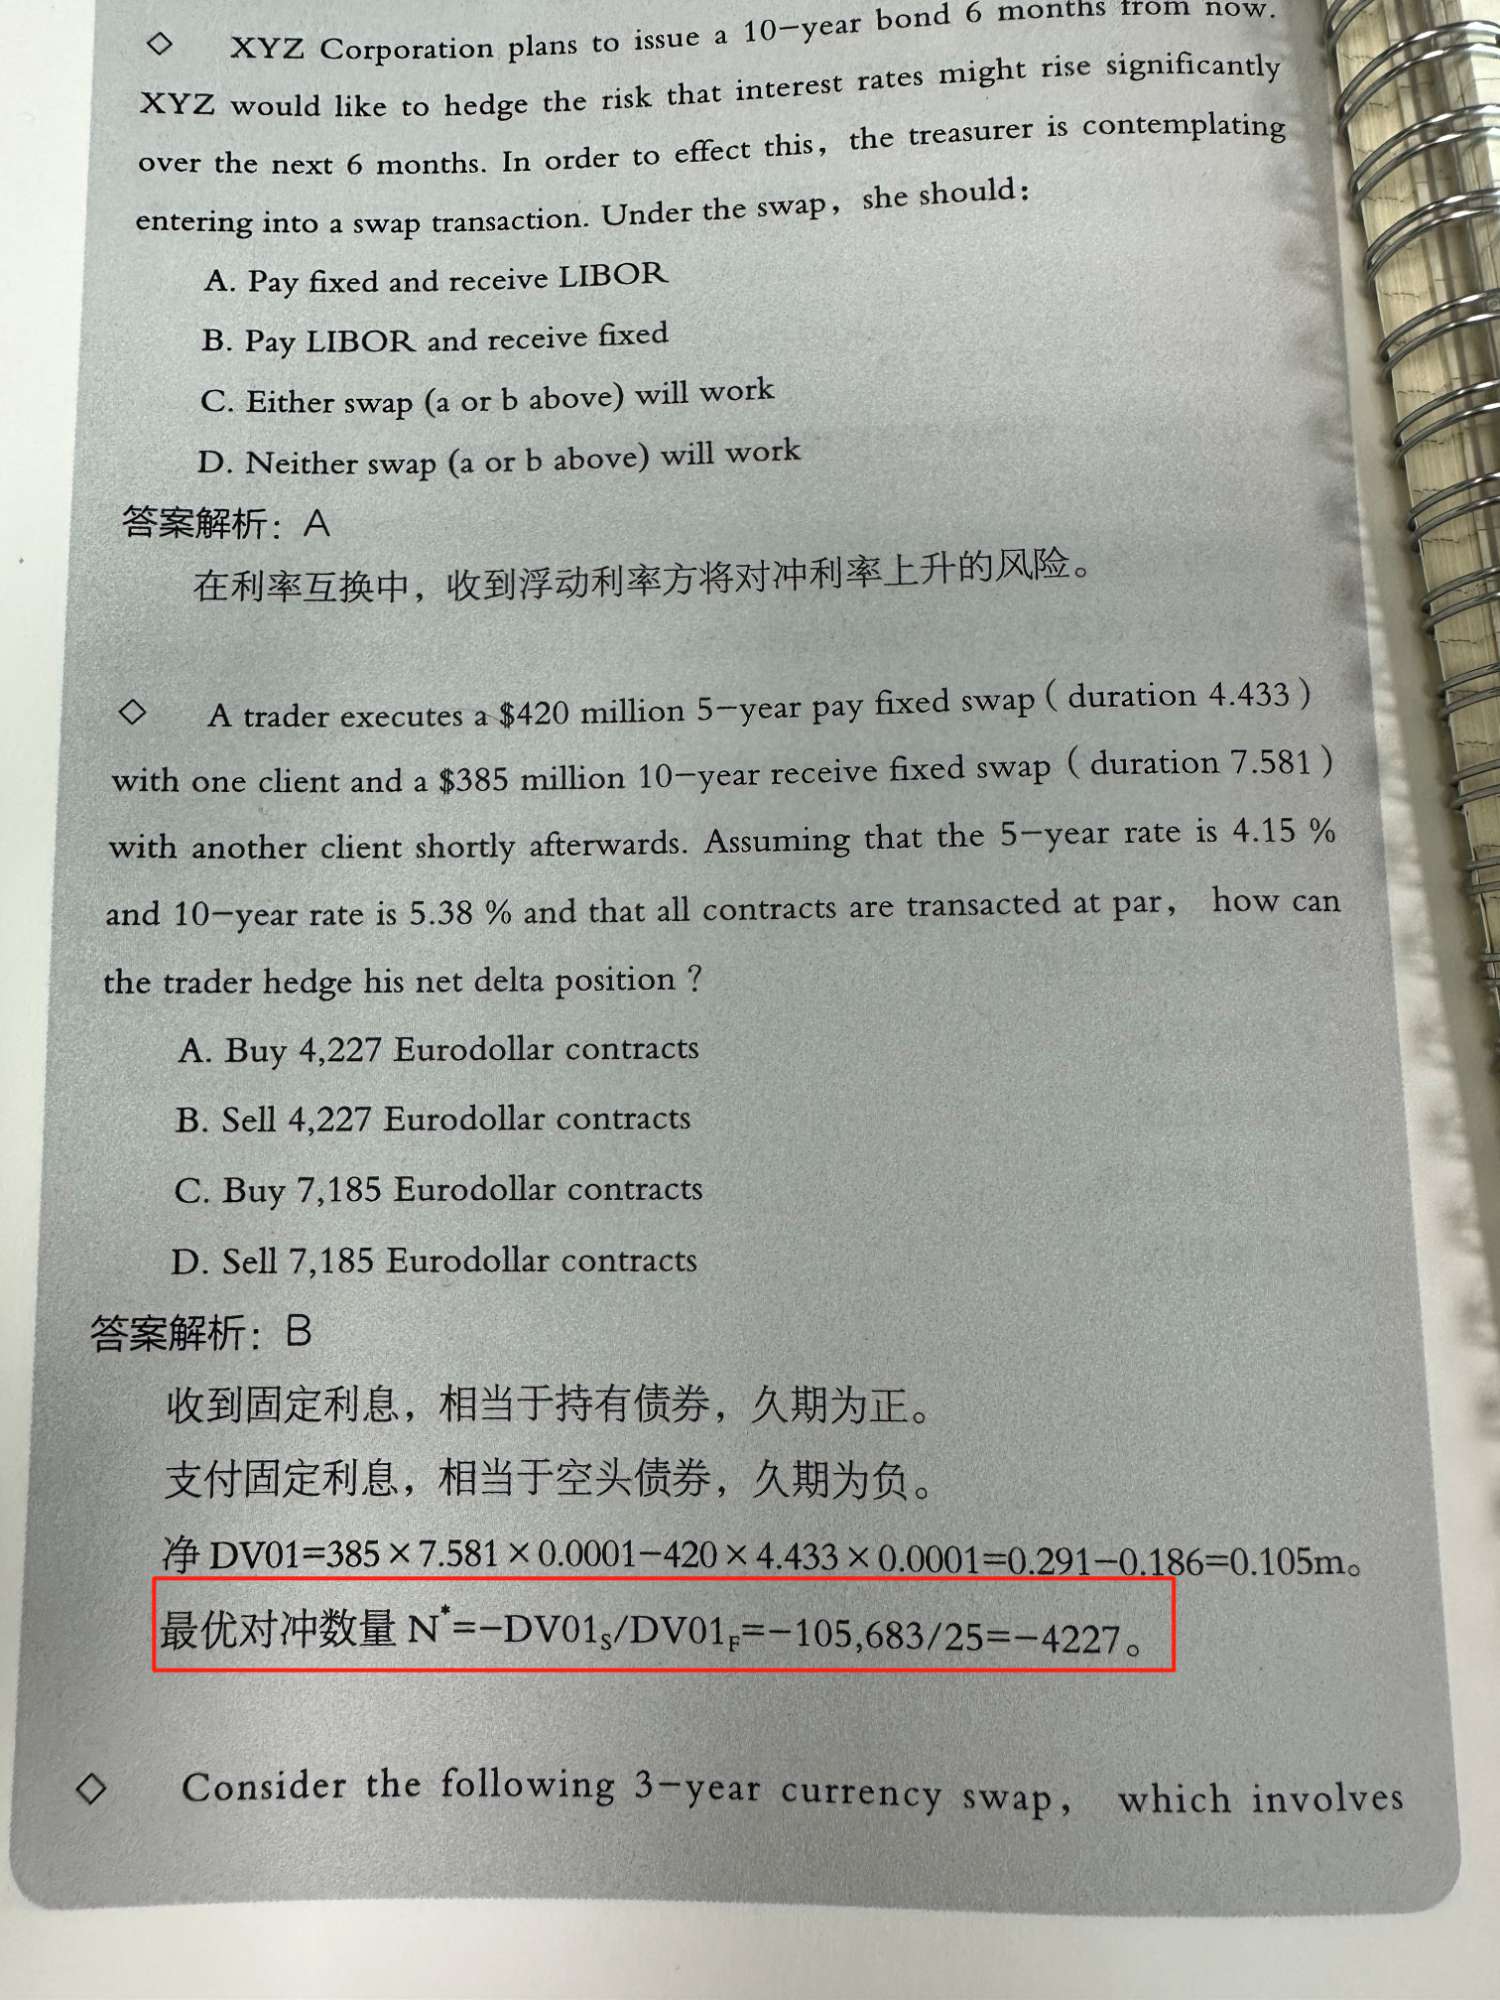 ◇ XYZ Corporation plans to issue a 10-year bond 6 months from now.
XYZ would like to hedge the risk that interest rates might rise significantly
over the next 6 months. In order to effect this, the treasurer is contemplating
entering into a swap transaction. Under the swap, she should:
A. Pay fixed and receive LIBOR
B. Pay LIBOR and receive fixed
C. Either swap (a or b above) will work
D. Neither swap (a or b above) will work
答案解析：A
在利率互换中，收到浮动利率方将对冲利率上升的风险。
◇ A trader executes a $420 million 5-year pay fixed swap（duration 4.433）
with one client and a $385 million 10-year receive fixed swap（duration 7.581）
with another client shortly afterwards. Assuming that the 5-year rate is 4.15 %
and 10-year rate is 5.38 % and that all contracts are transacted at par, how can
the trader hedge his net delta position？
A. Buy 4,227 Eurodollar contracts
B. Sell 4,227 Eurodollar contracts
C. Buy 7,185 Eurodollar contracts
D. Sell 7,185 Eurodollar contracts
答案解析：B
收到固定利息，相当于持有债券，久期为正。
支付固定利息，相当于空头债券，久期为负。
净 DV01=385×7.581×0.0001-420×4.433×0.0001=0.291-0.186=0.105m。
最优对冲数量 N*=-DV01S/DV01F=-105,683/25=-4227。
◇ Consider the following 3-year currency swap, which involves